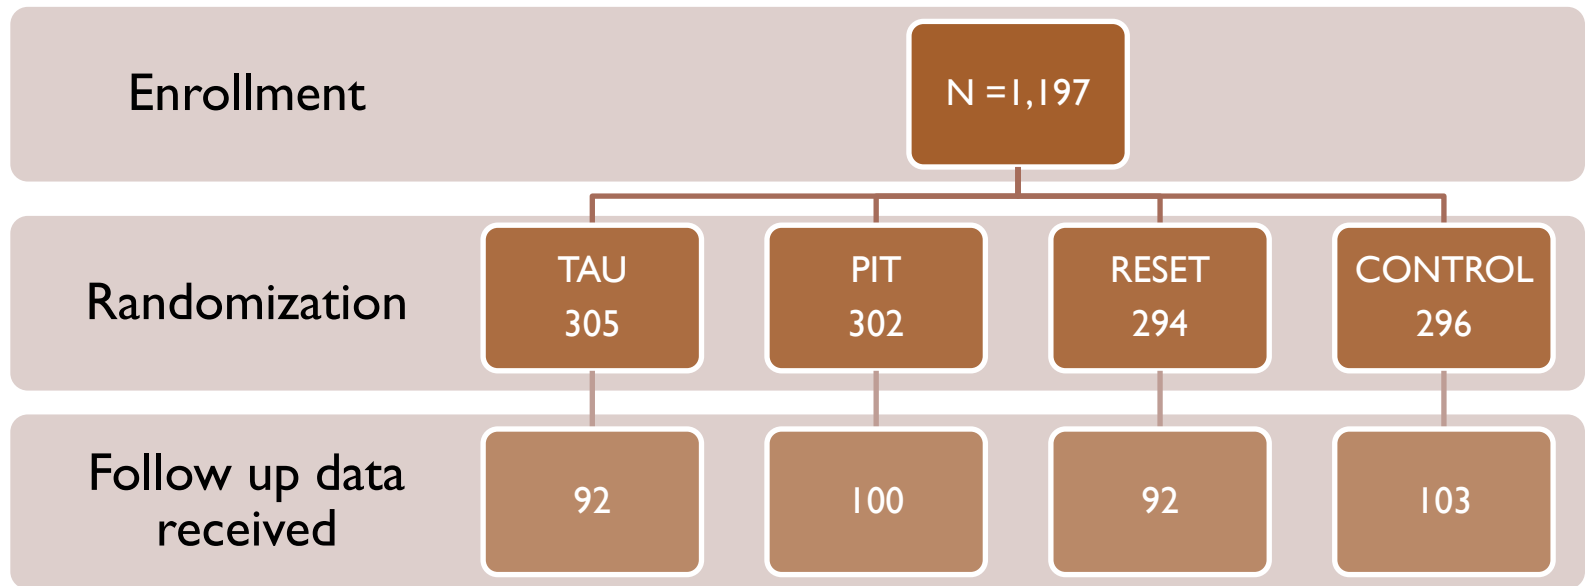 Enrollment
N =1,197
Randomization
TAU
305
PIT
302
RESET
294
CONTROL
296
Follow up data
received
92
100
92
103